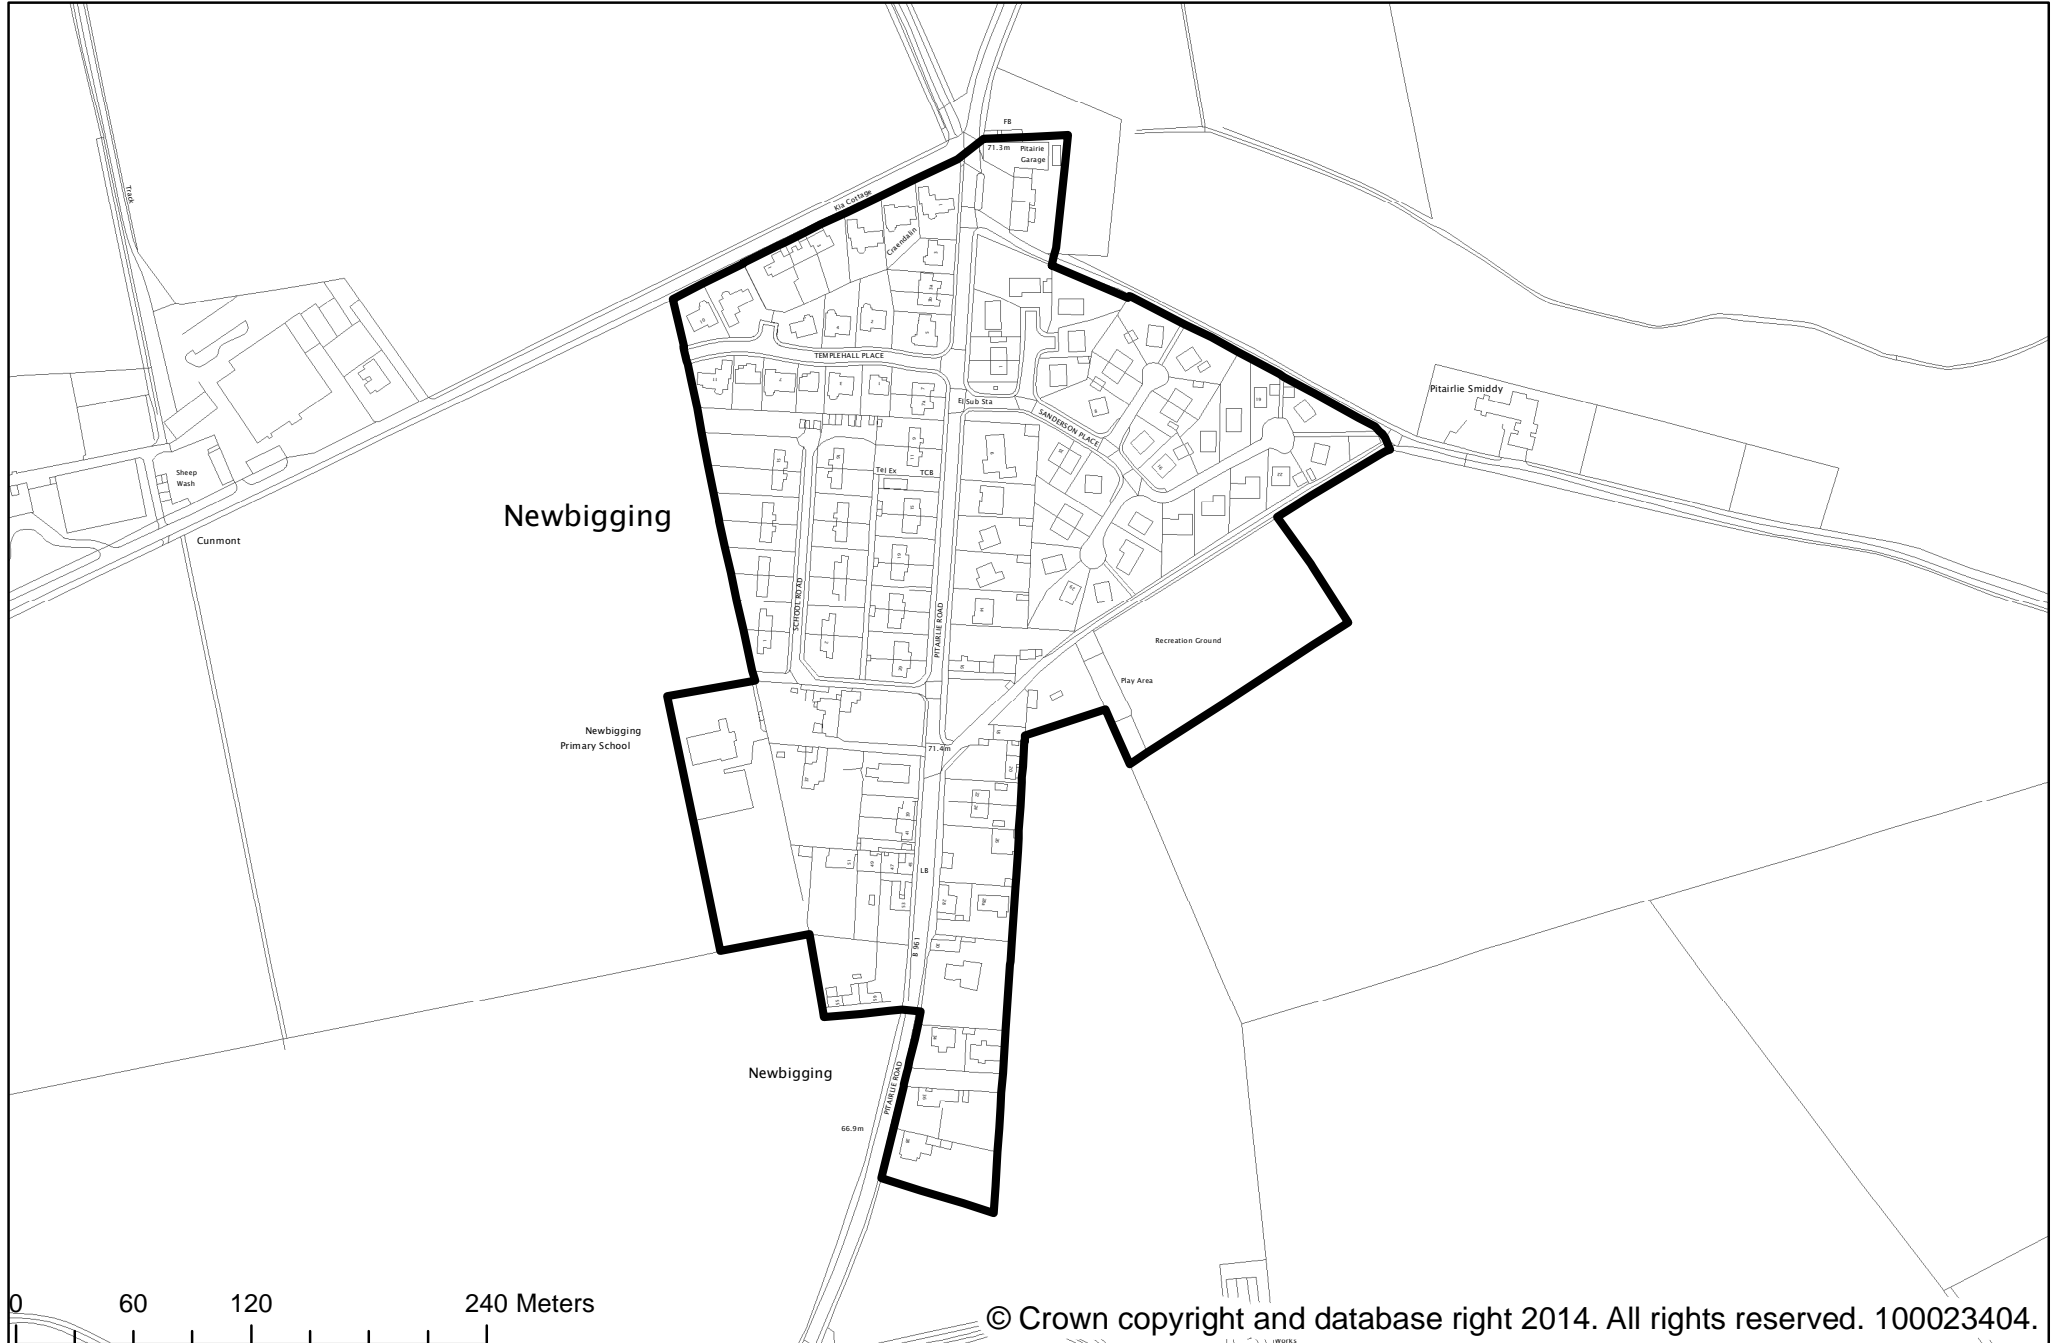 FB
71.3m
Pitairie
Garage
Track
Kia Cottage
Craendalin
TEMPLEHALL PLACE
Pitairlie Smiddy
El Sub Sta
SANDERSON PLACE
Tel Ex
TCB
Sheep
Wash
Newbigging
Cunmont
SCHOOL ROAD
PITAIRLIE ROAD
Recreation Ground
Play Area
Newbigging
Primary School
71.4m
LB
B 961
Newbigging
PITAIRLIE ROAD
66.9m
0 60 120 240 Meters
© Crown copyright and database right 2014. All rights reserved. 100023404.
Works